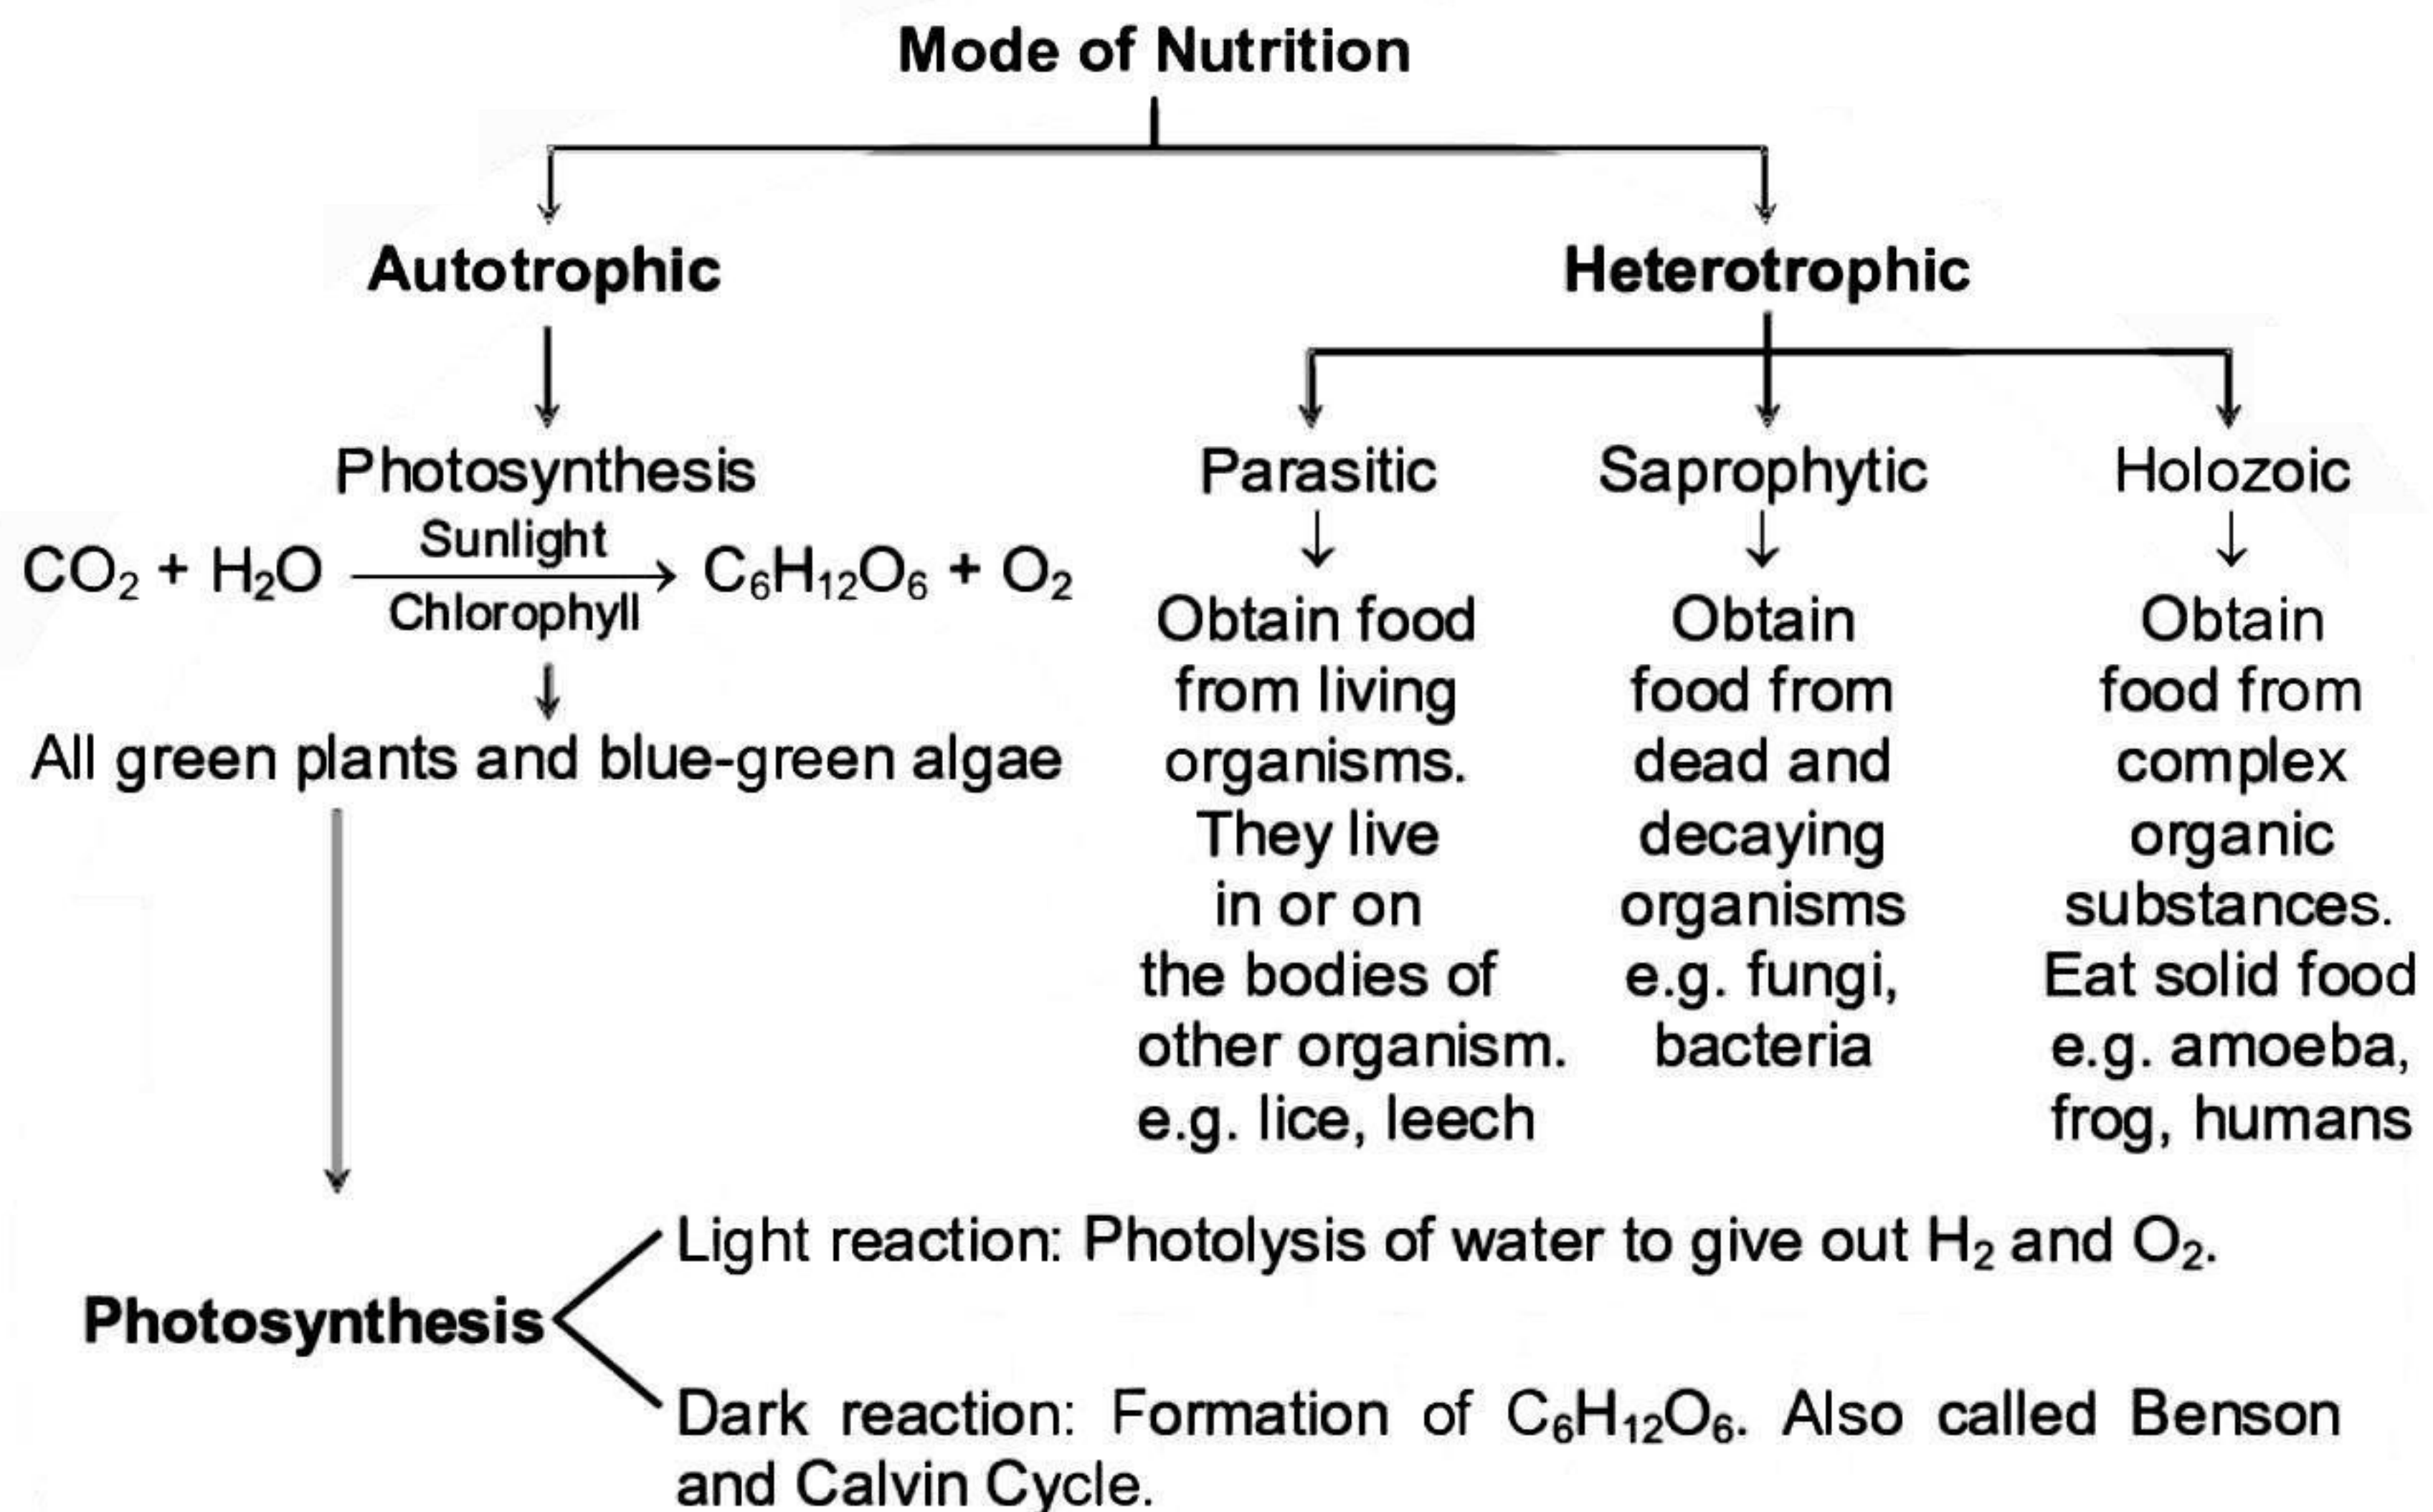 Mode of Nutrition
Autotrophic
Photosynthesis
Sunlight
CO₂ + H₂O → C₆H₁₂O₆ + O₂
Chlorophyll
All green plants and blue-green algae
Heterotrophic
Parasitic
Obtain food
from living
organisms.
They live
in or on
the bodies of
other organism.
e.g. lice, leech
Saprophytic
Obtain
food from
dead and
decaying
organisms
e.g. fungi,
bacteria
Holozoic
Obtain
food from
complex
organic
substances.
Eat solid food
e.g. amoeba,
frog, humans
Photosynthesis
Light reaction: Photolysis of water to give out H₂ and O₂.
Dark reaction: Formation of C₆H₁₂O₆. Also called Benson
and Calvin Cycle.